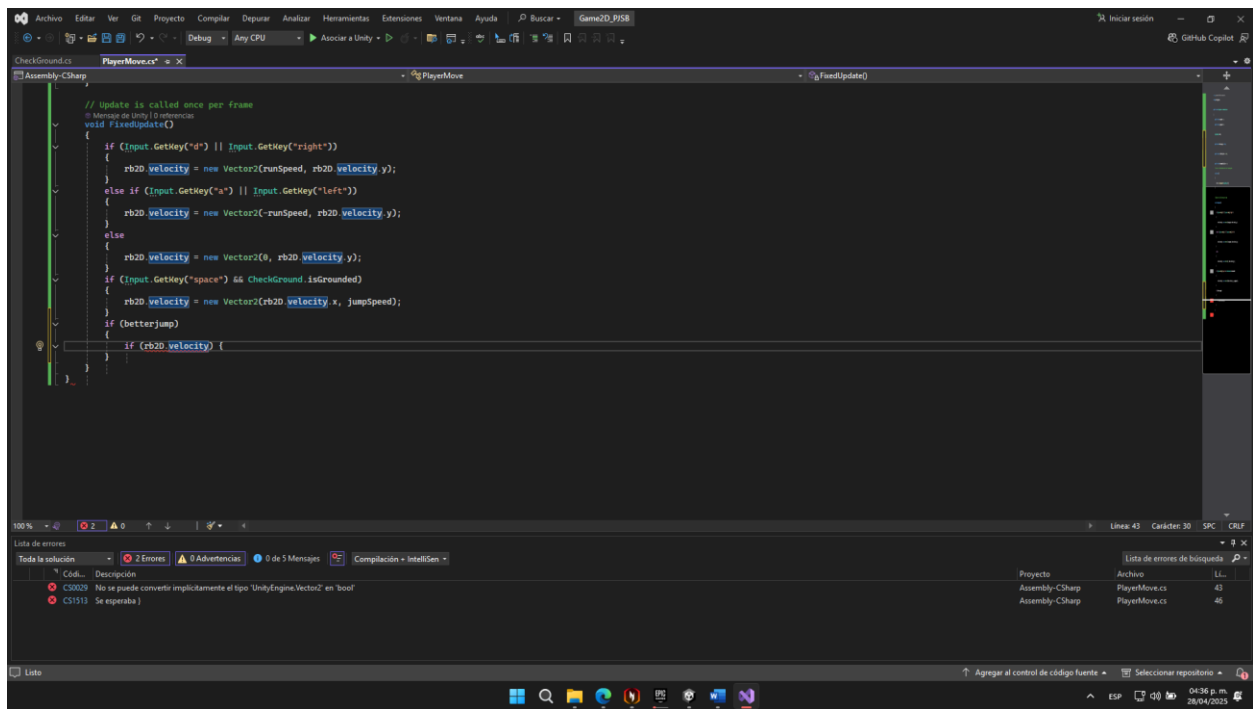 Archivo Editar Ver Git Proyecto Compilar Depurar Analizar Herramientas Extensiones Ventana Ayuda Buscar Game2D_PJSB Iniciar sesión
Debug Any CPU Asociar a Unity GitHub Copilot
CheckGround.cs PlayerMove.cs*
Assembly-CSharp PlayerMove FixedUpdate()
}
// Update is called once per frame
Mensaje de Unity | 0 referencias
void FixedUpdate()
{
if (Input.GetKey("d") || Input.GetKey("right"))
{
rb2D.velocity = new Vector2(runSpeed, rb2D.velocity.y);
}
else if (Input.GetKey("a") || Input.GetKey("left"))
{
rb2D.velocity = new Vector2(-runSpeed, rb2D.velocity.y);
}
else
{
rb2D.velocity = new Vector2(0, rb2D.velocity.y);
}
if (Input.GetKey("space") && CheckGround.isGrounded)
{
rb2D.velocity = new Vector2(rb2D.velocity.x, jumpSpeed);
}
if (betterjump)
{
if (rb2D.velocity) {
}
}
}
100 % 2 0 Línea: 43 Carácter: 30 SPC CRLF
Lista de errores
Toda la solución 2 Errores 0 Advertencias 0 de 5 Mensajes Compilación + IntelliSen Lista de errores de búsqueda
Códi... Descripción Proyecto Archivo Lí...
CS0029 No se puede convertir implícitamente el tipo 'UnityEngine.Vector2' en 'bool' Assembly-CSharp PlayerMove.cs 43
CS1513 Se esperaba } Assembly-CSharp PlayerMove.cs 46
Listo Agregar al control de código fuente Seleccionar repositorio
ESP 04:36 p. m.
28/04/2025